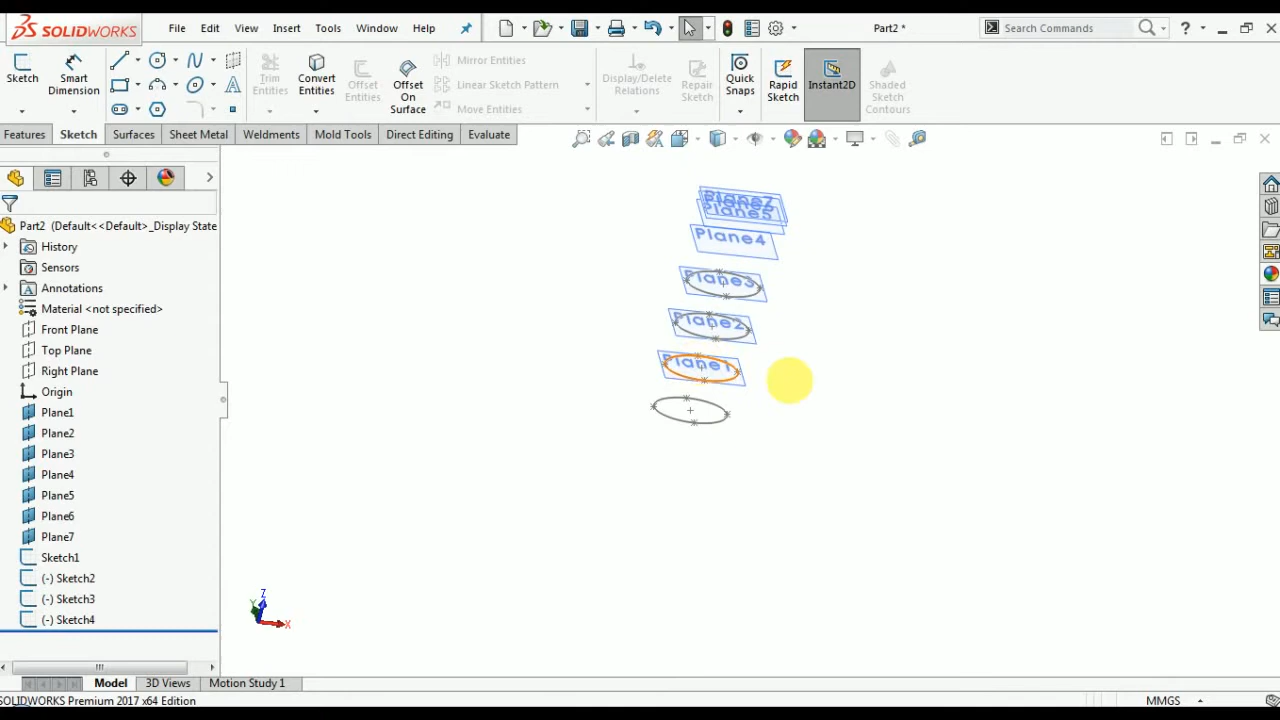 SOLIDWORKS
File Edit View Insert Tools Window Help
Part2 *
Search Commands
Sketch
Smart Dimension
Trim Entities
Convert Entities
Offset Entities
Offset On Surface
Mirror Entities
Linear Sketch Pattern
Move Entities
Display/Delete Relations
Repair Sketch
Quick Snaps
Rapid Sketch
Instant2D
Shaded Sketch Contours
Features Sketch Surfaces Sheet Metal Weldments Mold Tools Direct Editing Evaluate
Part2 (Default<<Default>_Display State
History
Sensors
Annotations
Material <not specified>
Front Plane
Top Plane
Right Plane
Origin
Plane1
Plane2
Plane3
Plane4
Plane5
Plane6
Plane7
Sketch1
(-) Sketch2
(-) Sketch3
(-) Sketch4
Plane7
Plane5
Plane4
Plane3
Plane2
Plane1
Z
Y
X
Model 3D Views Motion Study 1
SOLIDWORKS Premium 2017 x64 Edition
MMGS